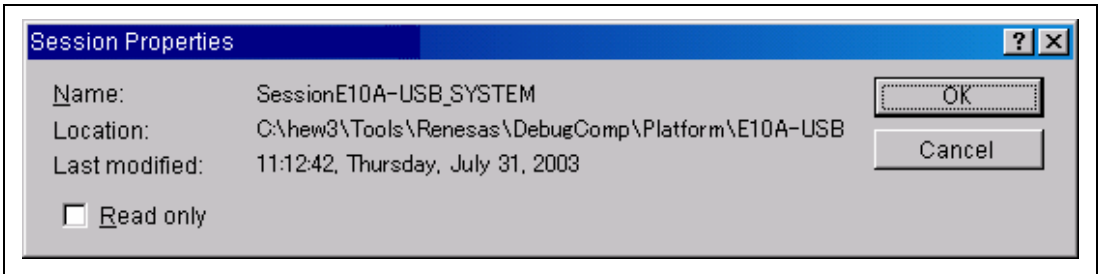 Session Properties
Name: SessionE10A-USB_SYSTEM
Location: C:\hew3\Tools\Renesas\DebugComp\Platform\E10A-USB
Last modified: 11:12:42, Thursday, July 31, 2003
Read only
OK
Cancel